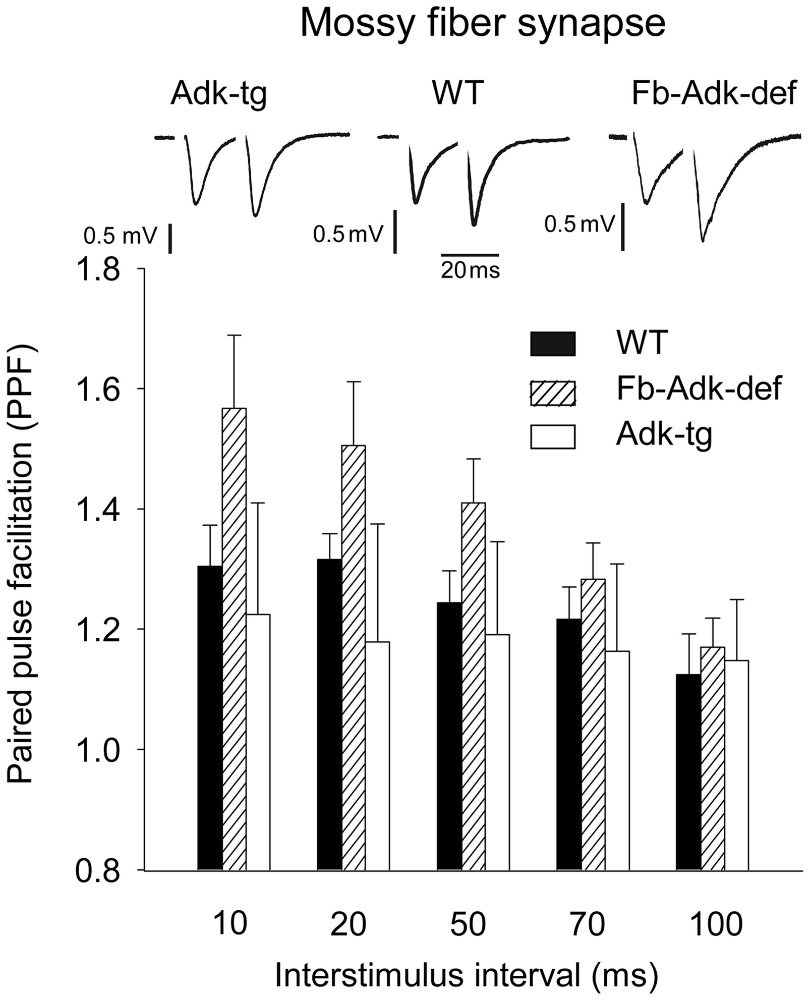 Mossy fiber synapse
Adk-tg
WT
Fb-Adk-def
0.5 mV
0.5 mV
0.5 mV
20 ms
1.8
1.6
1.4
1.2
1.0
0.8
Paired pulse facilitation (PPF)
WT
Fb-Adk-def
Adk-tg
10 20 50 70 100
Interstimulus interval (ms)